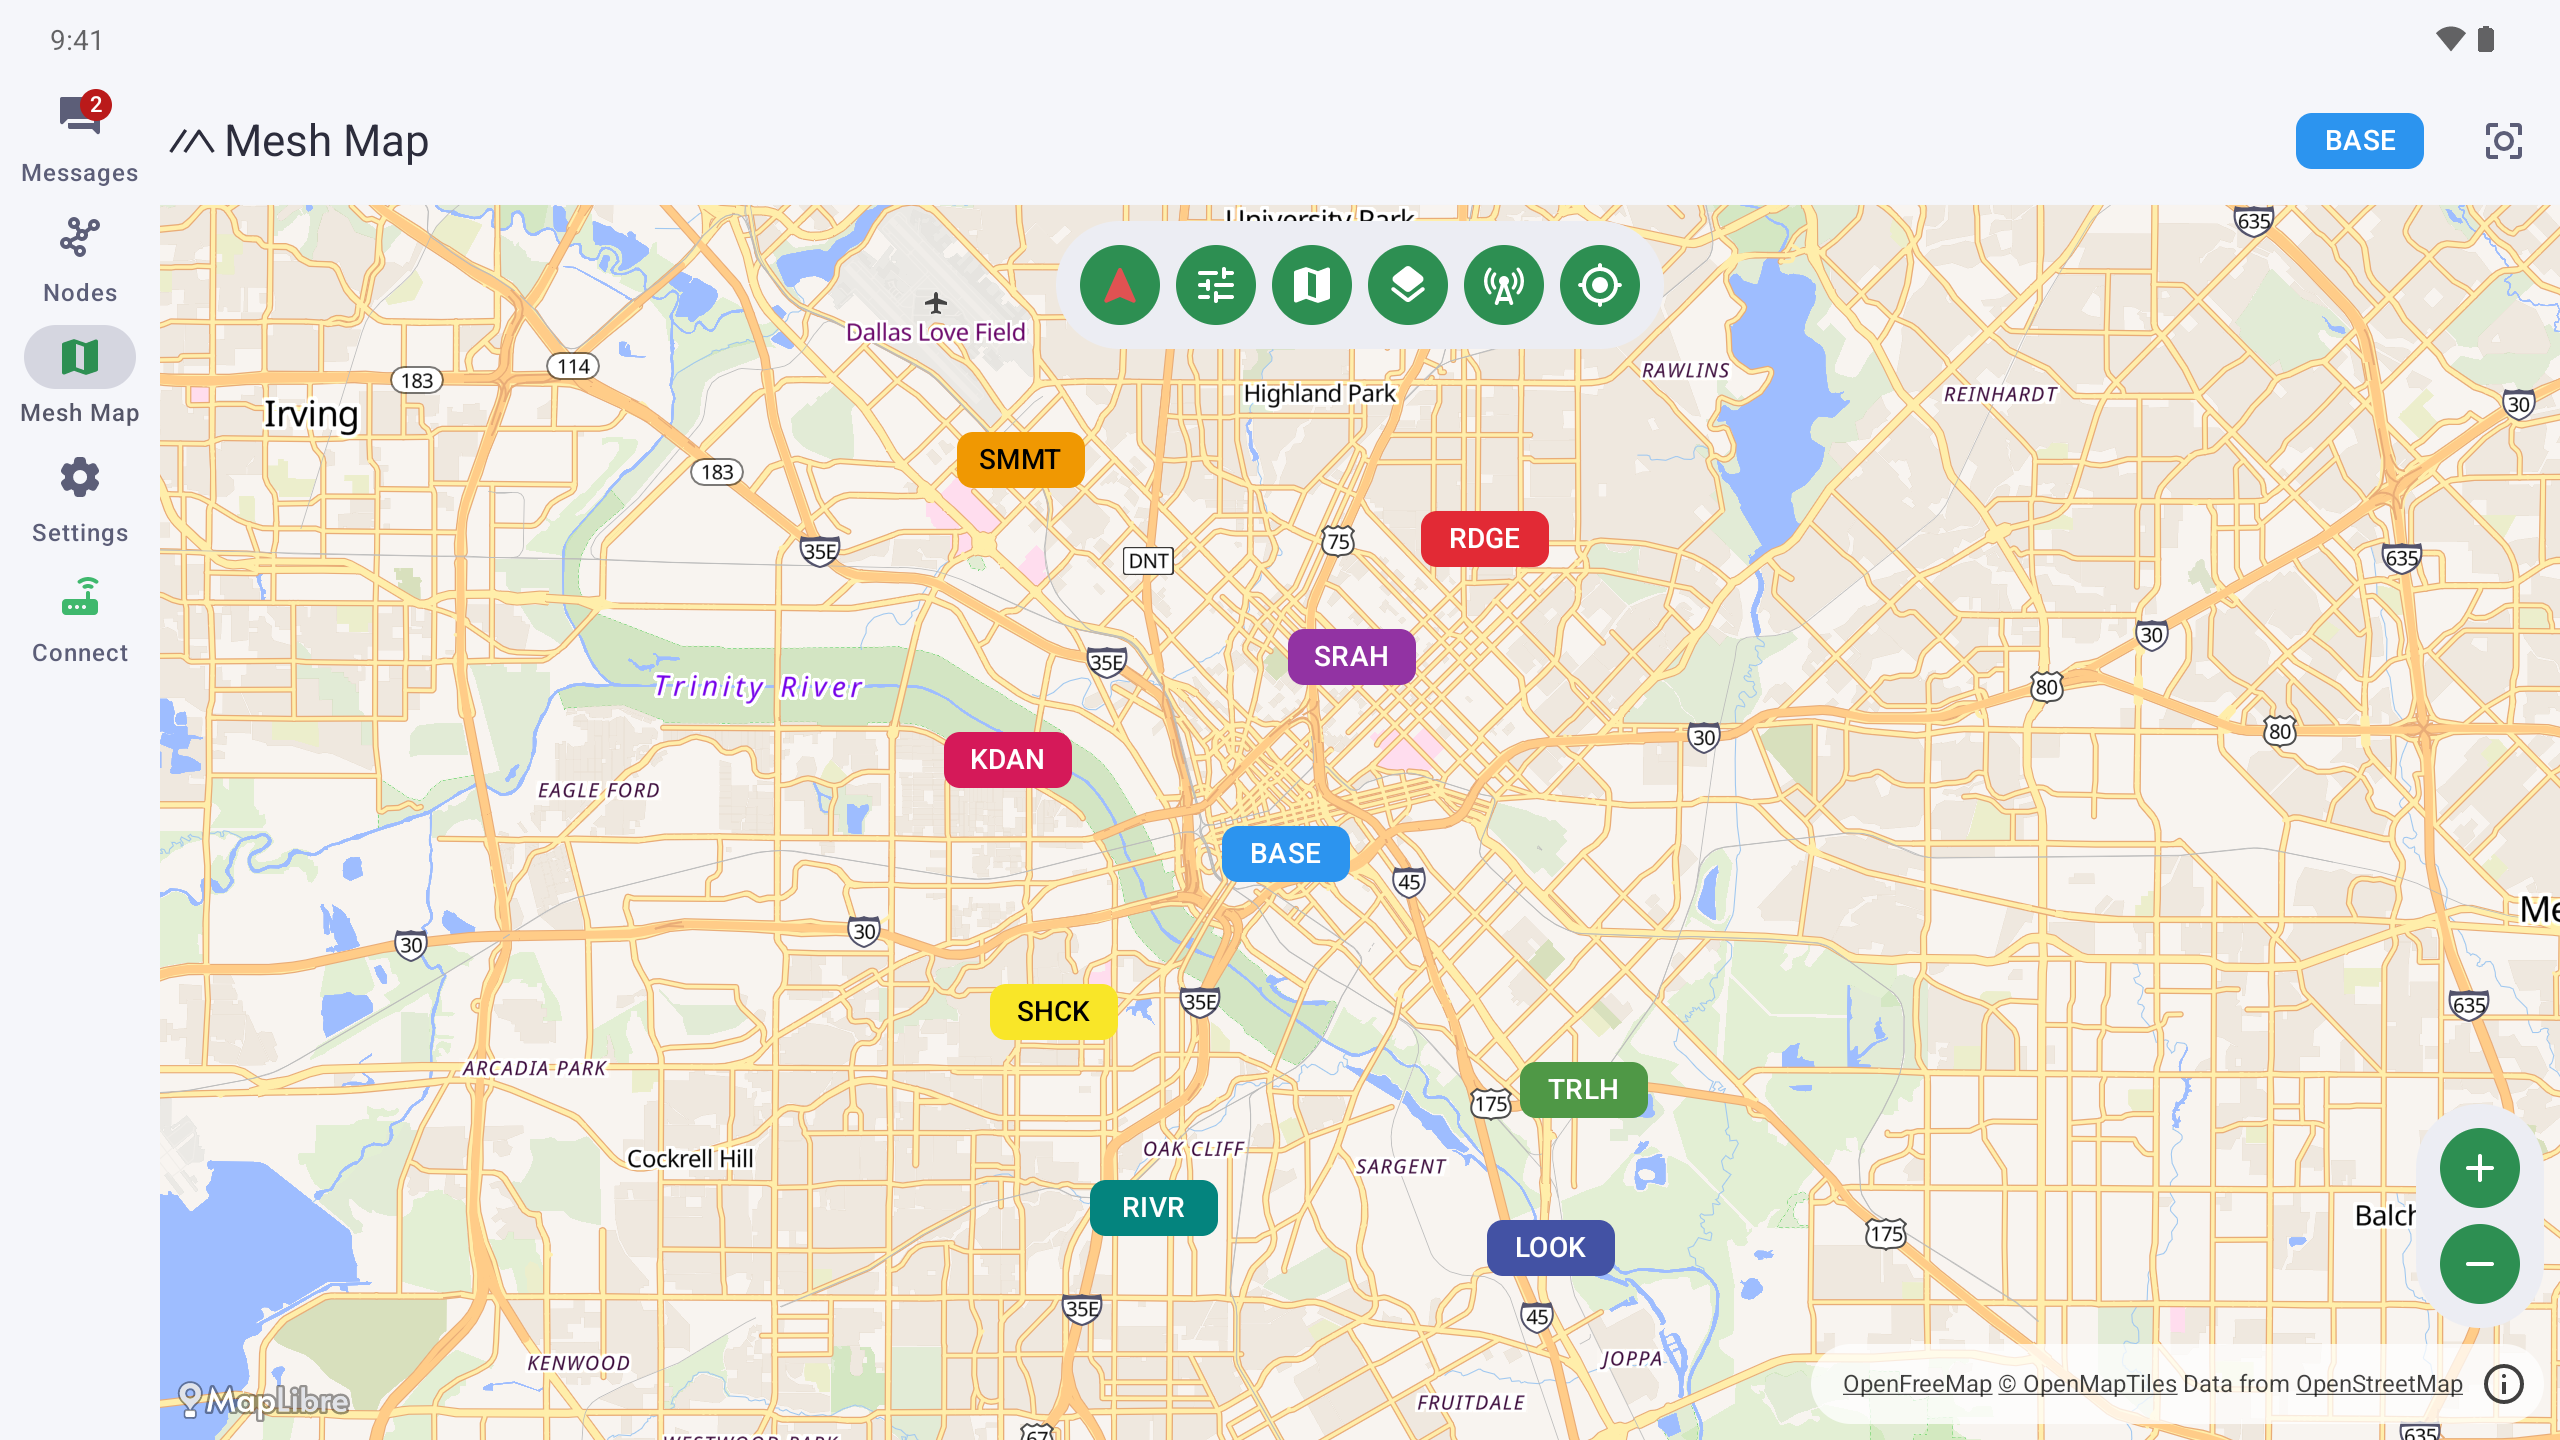 9:41
2
Messages
Nodes
Mesh Map
Settings
Connect
Mesh Map
BASE
University Park
635
Dallas Love Field
114
183
RAWLINS
Highland Park
REINHARDT
30
Irving
SMMT
183
RDGE
75
35E
DNT
635
30
SRAH
35E
Trinity River
80
80
30
KDAN
EAGLE FORD
BASE
45
Me
30
30
35E
635
SHCK
ARCADIA PARK
TRLH
175
OAK CLIFF
Cockrell Hill
SARGENT
RIVR
Balch
175
LOOK
35E
45
KENWOOD
JOPPA
OpenFreeMap © OpenMapTiles Data from OpenStreetMap
MapLibre
FRUITDALE
67
WESTWOOD PARK
635